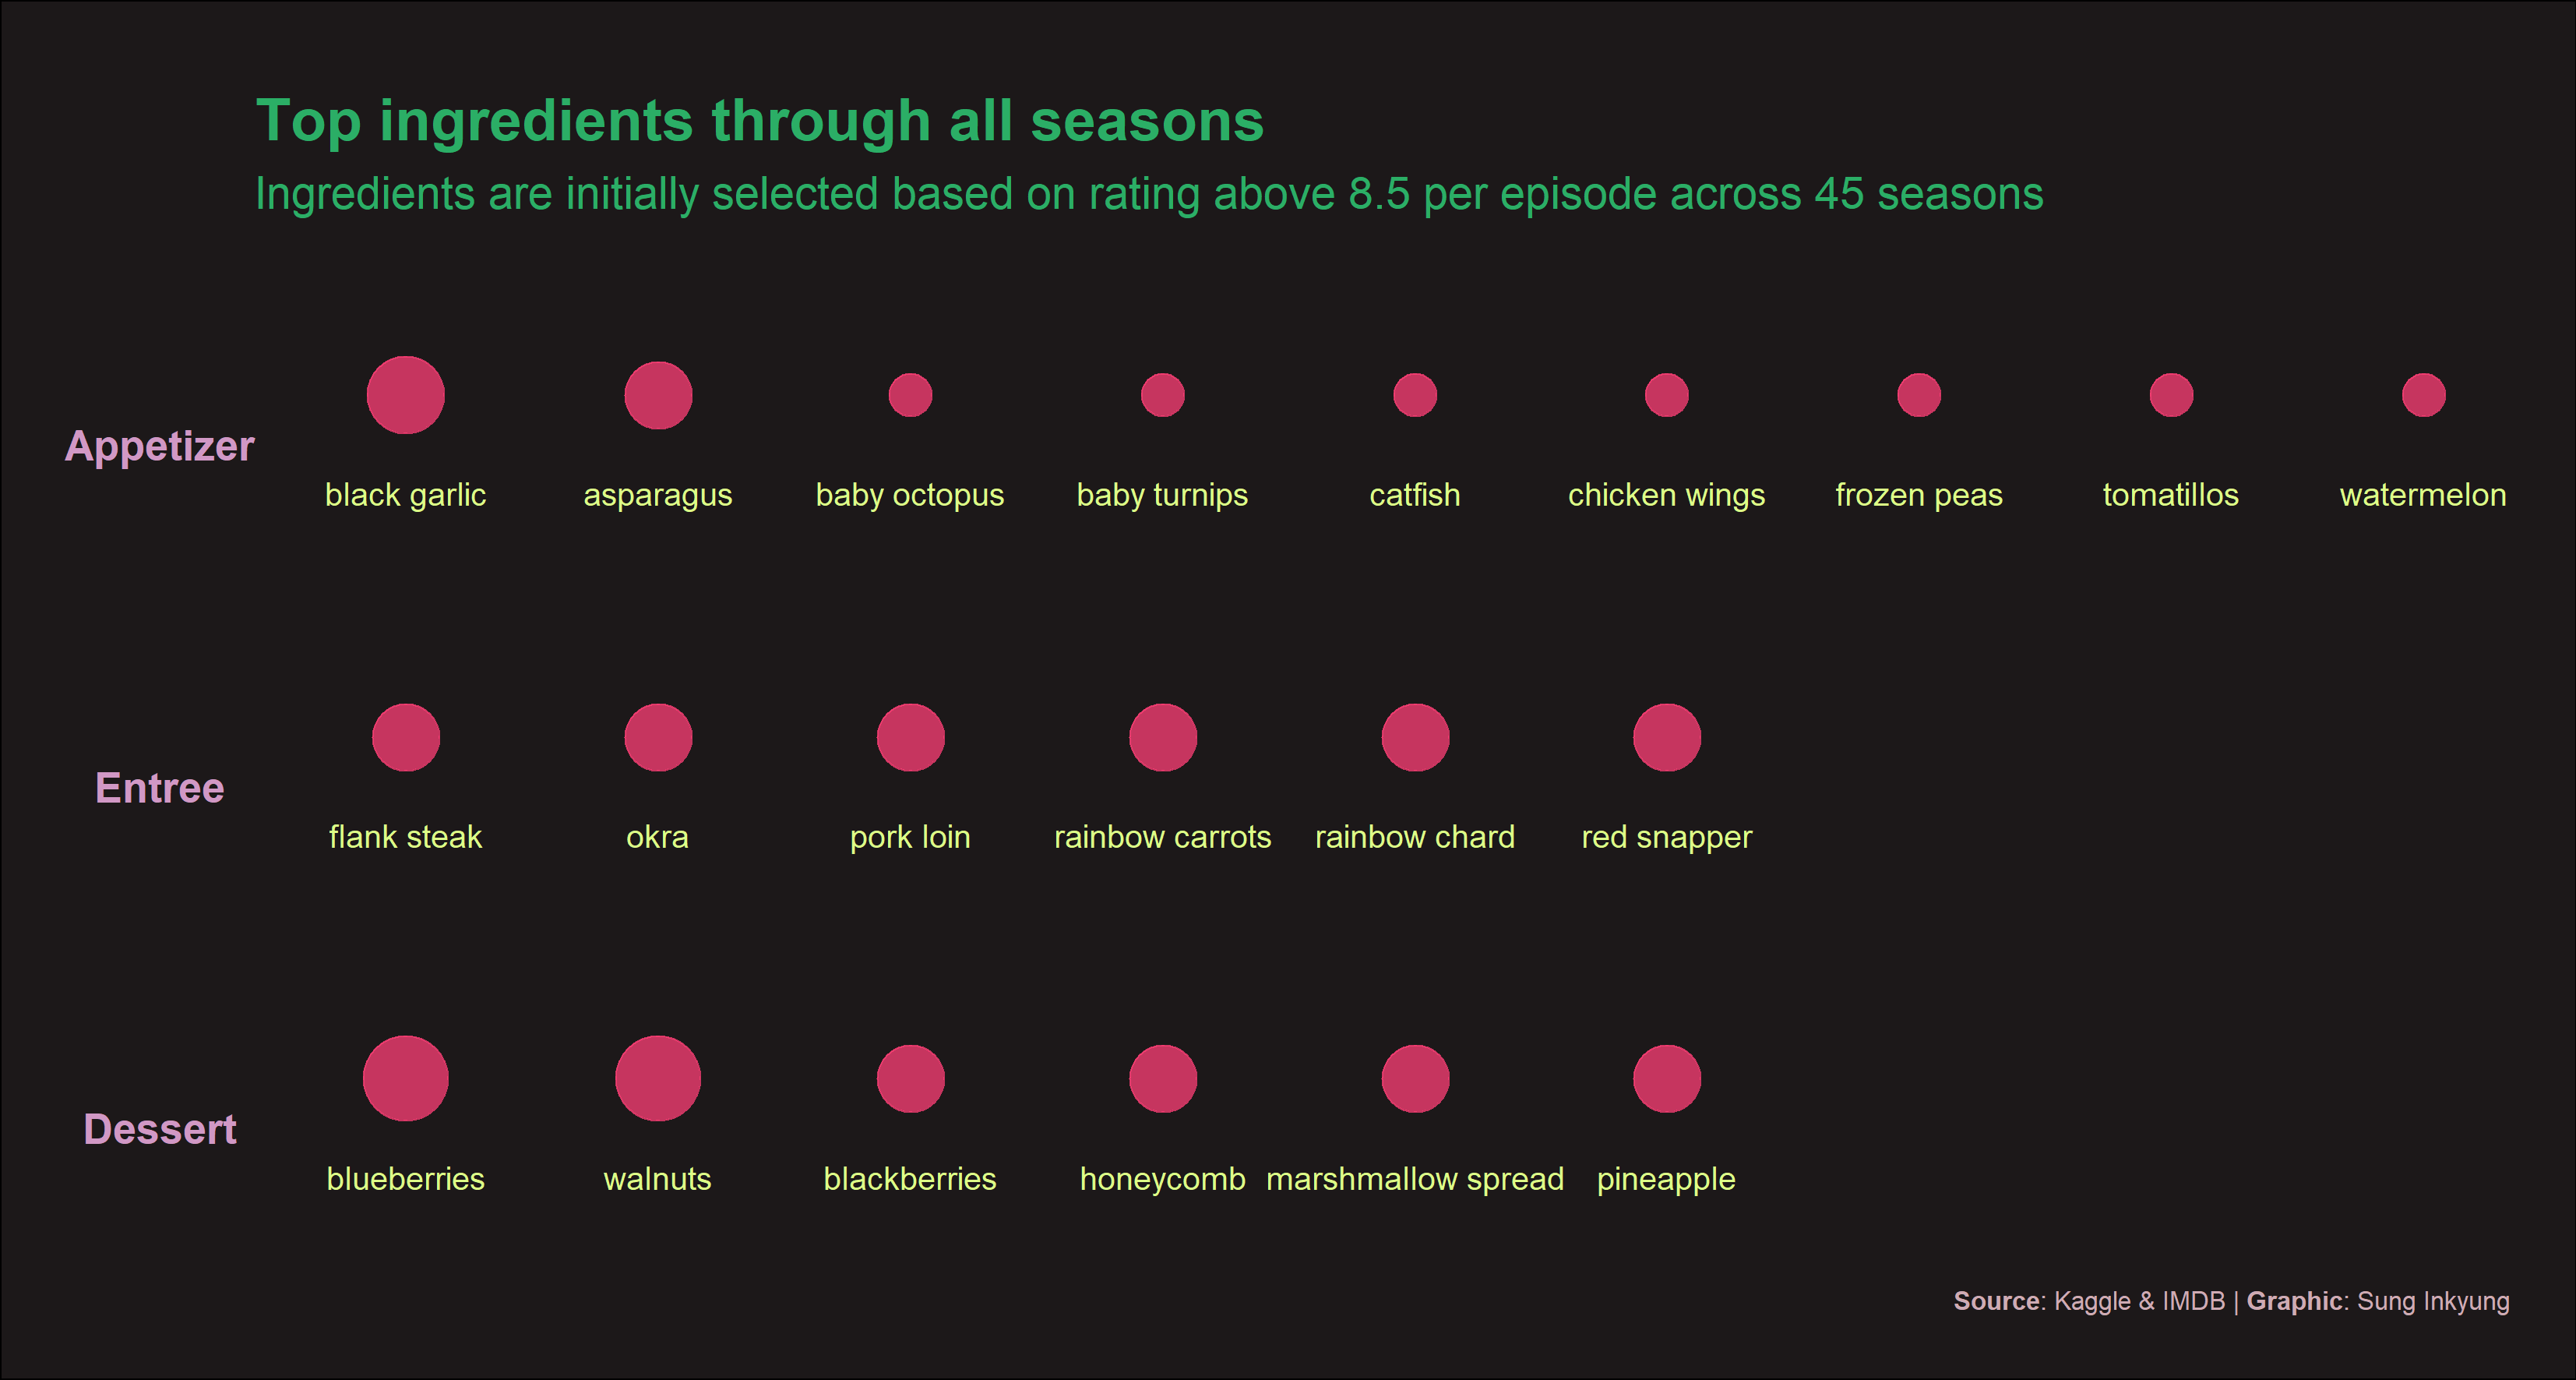 Top ingredients through all seasons
Ingredients are initially selected based on rating above 8.5 per episode across 45 seasons
Appetizer
black garlic asparagus baby octopus baby turnips catfish chicken wings frozen peas tomatillos watermelon
Entree
flank steak okra pork loin rainbow carrots rainbow chard red snapper
Dessert
blueberries walnuts blackberries honeycomb marshmallow spread pineapple
Source: Kaggle & IMDB | Graphic: Sung Inkyung